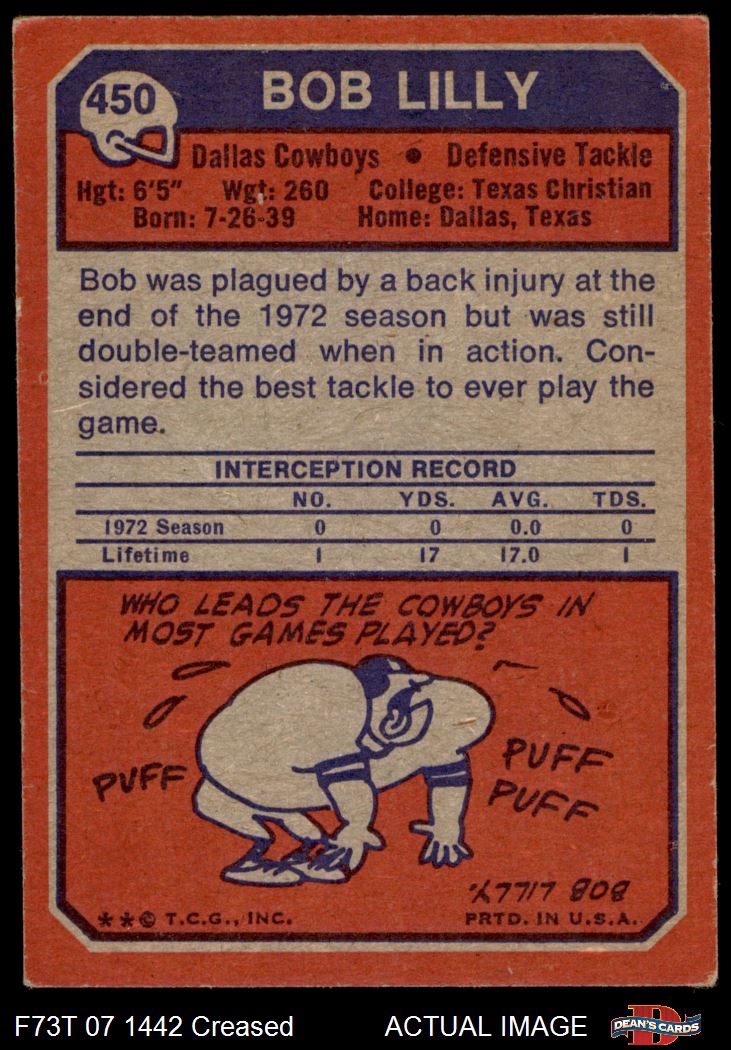 450
BOB LILLY
Dallas Cowboys • Defensive Tackle
Hgt: 6'5" Wgt: 260 College: Texas Christian
Born: 7-26-39 Home: Dallas, Texas
Bob was plagued by a back injury at the
end of the 1972 season but was still
double-teamed when in action. Con-
sidered the best tackle to ever play the
game.
INTERCEPTION RECORD
NO. YDS. AVG. TDS.
1972 Season 0 0 0.0 0
Lifetime 1 17 17.0 1
WHO LEADS THE COWBOYS IN
MOST GAMES PLAYED?
PUFF
PUFF
PUFF
BOB LILLY.
**© T.C.G., INC.
PRTD. IN U.S.A.
F73T 07 1442 Creased
ACTUAL IMAGE
D
DEAN'S CARDS